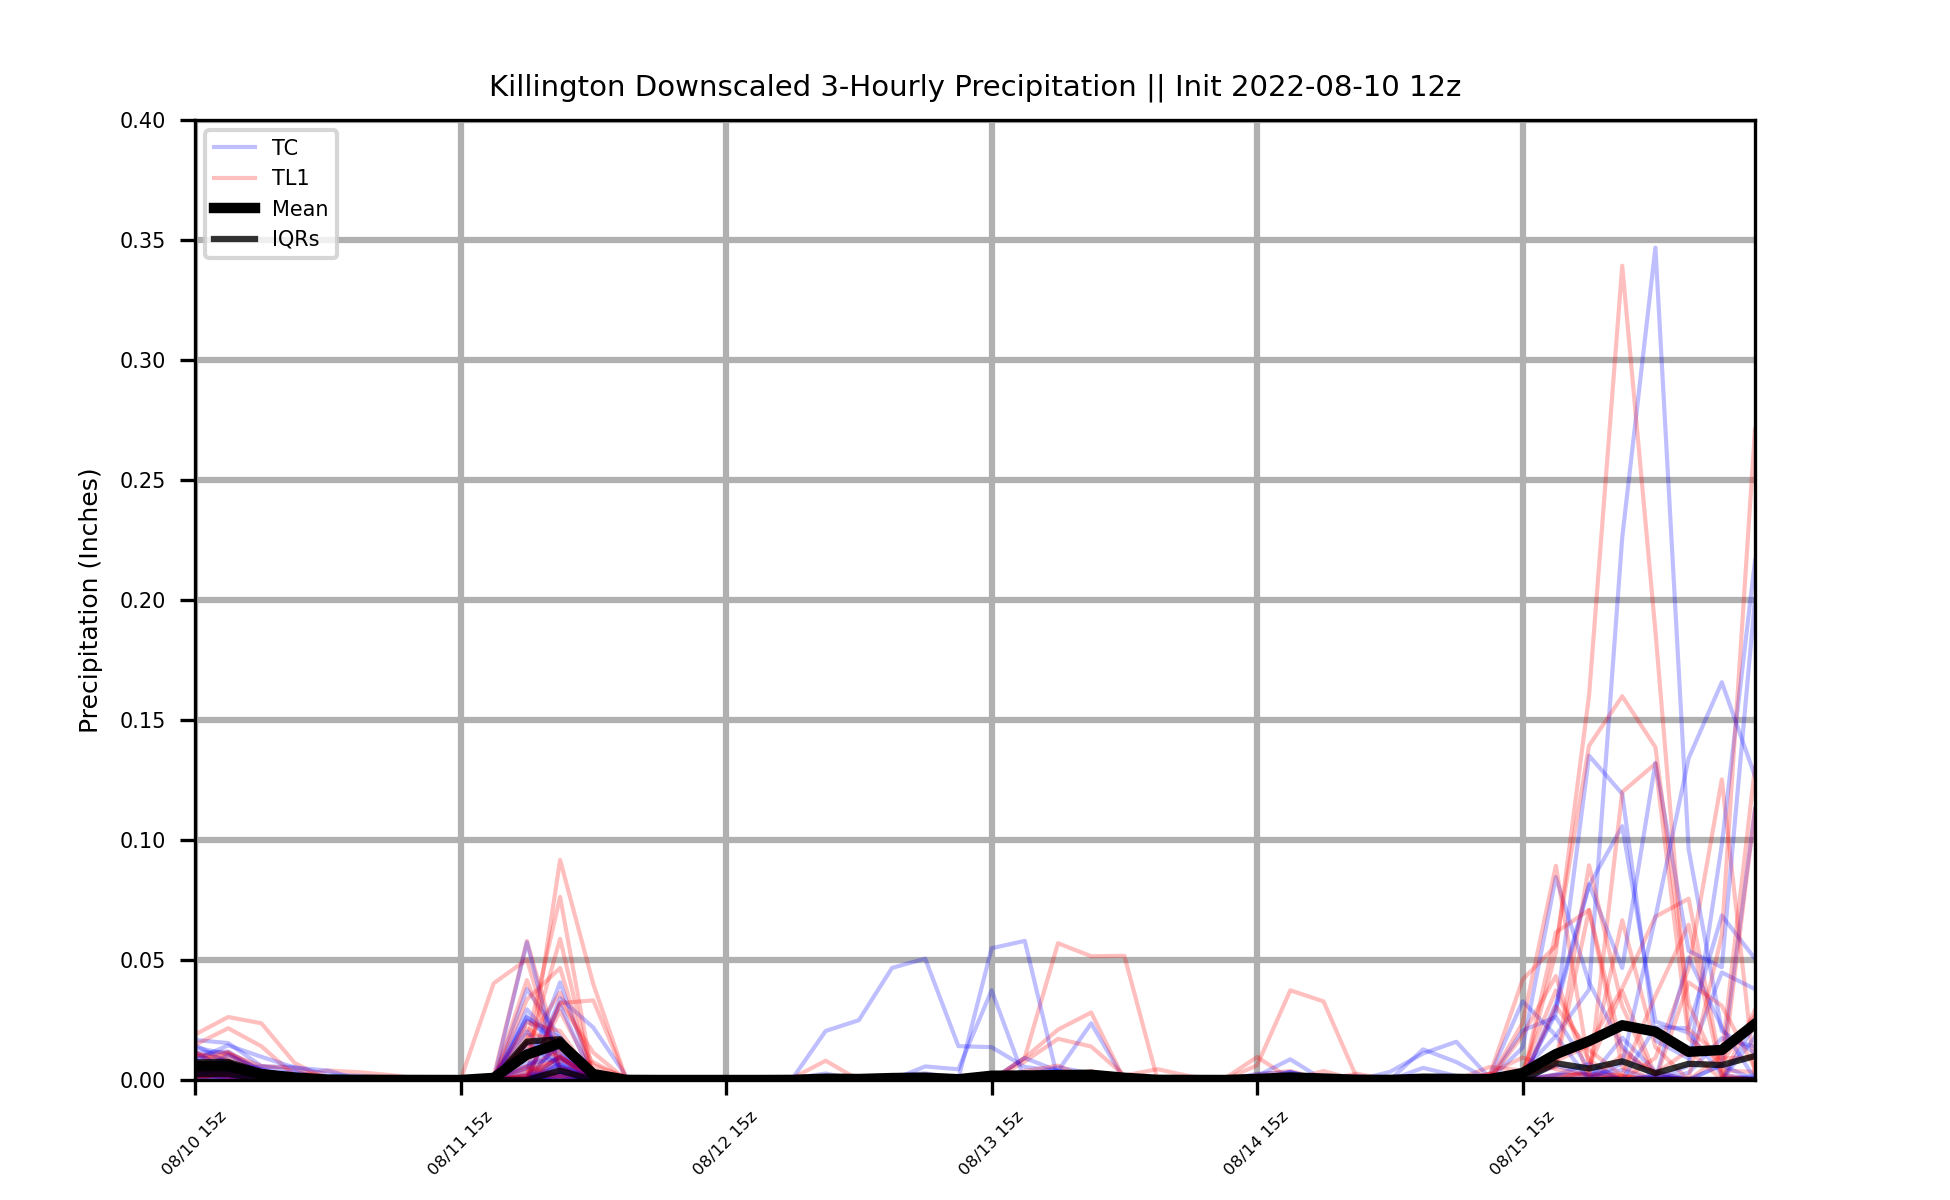 Killington Downscaled 3-Hourly Precipitation || Init 2022-08-10 12z
Precipitation (Inches)
0.40
0.35
0.30
0.25
0.20
0.15
0.10
0.05
0.00
TC
TL1
Mean
IQRs
08/10 15z
08/11 15z
08/12 15z
08/13 15z
08/14 15z
08/15 15z